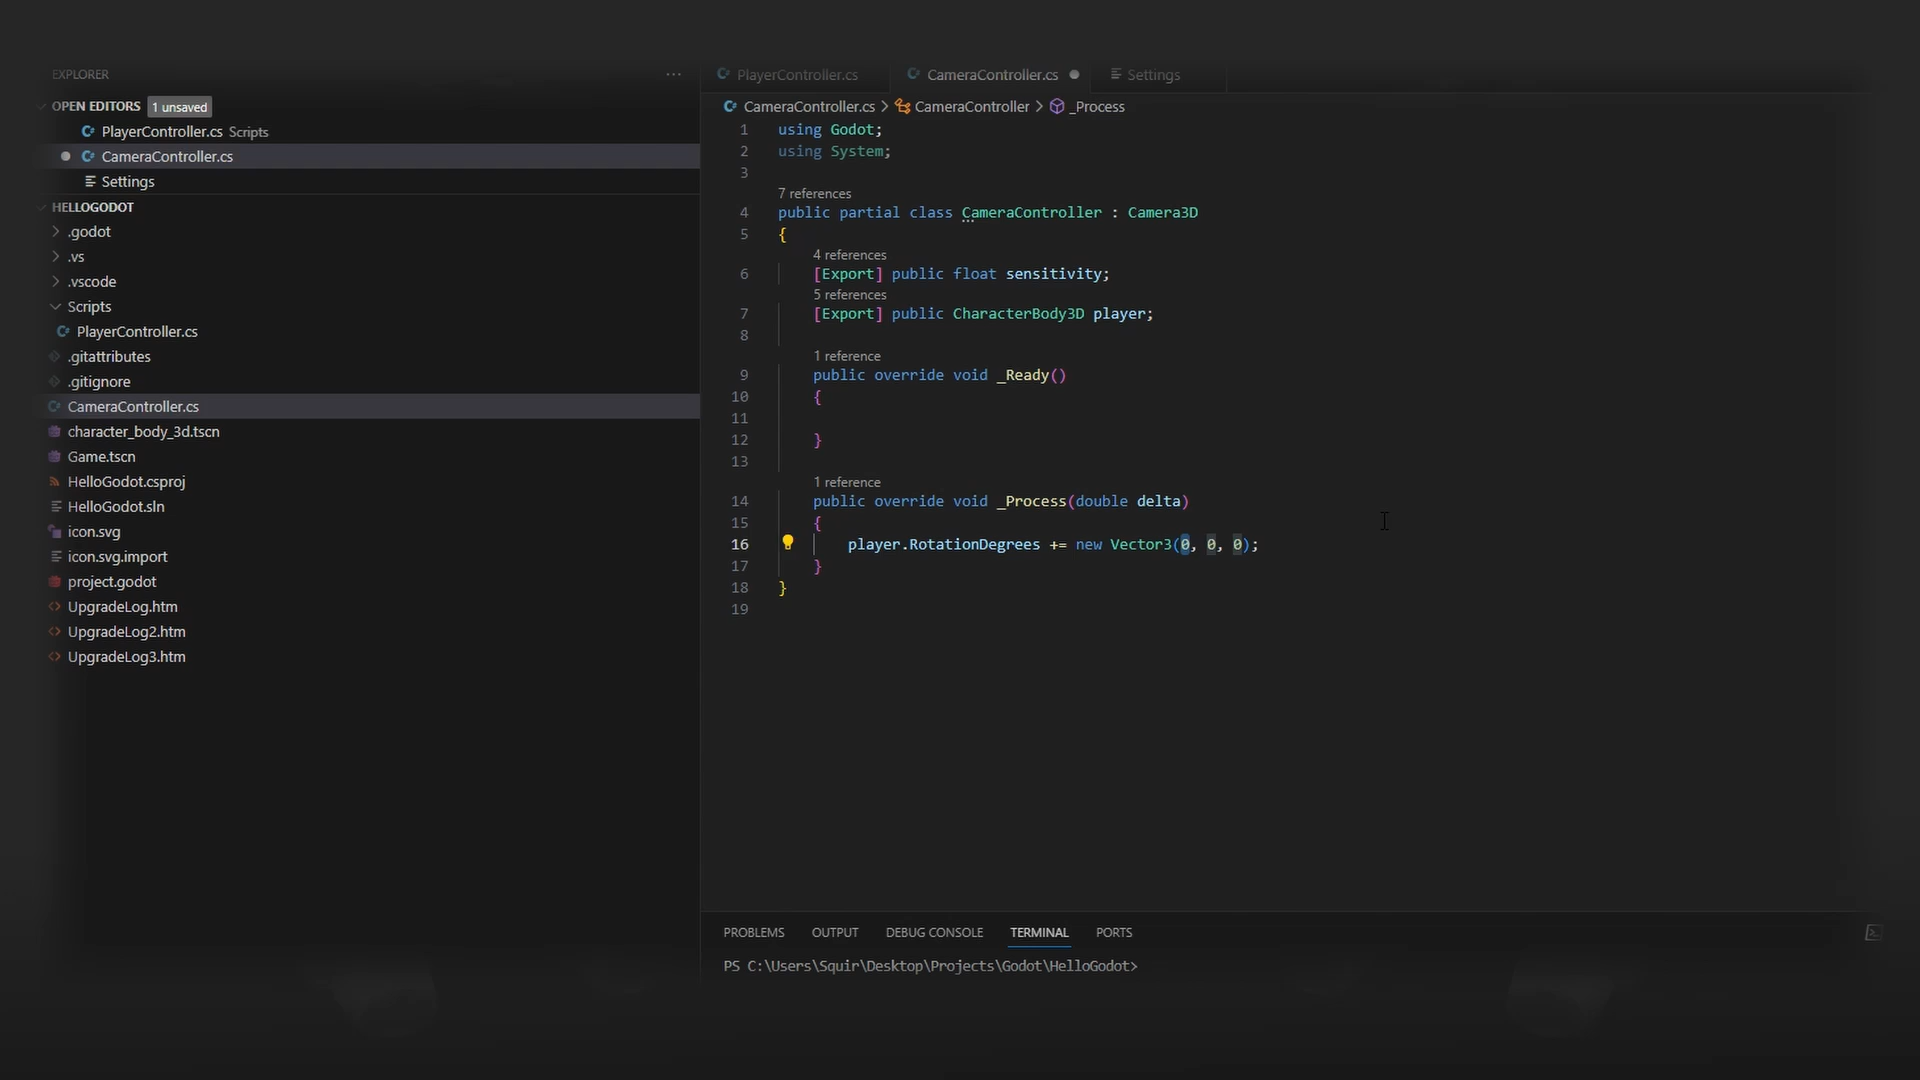 EXPLORER
OPEN EDITORS 1 unsaved
PlayerController.cs Scripts
CameraController.cs
Settings
HELLOGODOT
.godot
.vs
.vscode
Scripts
PlayerController.cs
.gitattributes
.gitignore
CameraController.cs
character_body_3d.tscn
Game.tscn
HelloGodot.csproj
HelloGodot.sln
icon.svg
icon.svg.import
project.godot
UpgradeLog.htm
UpgradeLog2.htm
UpgradeLog3.htm
PlayerController.cs CameraController.cs Settings
CameraController.cs > CameraController > _Process
1 using Godot;
2 using System;
3
7 references
4 public partial class CameraController : Camera3D
5 {
4 references
6 [Export] public float sensitivity;
5 references
7 [Export] public CharacterBody3D player;
8
1 reference
9 public override void _Ready()
10 {
11
12 }
13
1 reference
14 public override void _Process(double delta)
15 {
16 player.RotationDegrees += new Vector3(0, 0, 0);
17 }
18 }
19
PROBLEMS OUTPUT DEBUG CONSOLE TERMINAL PORTS
PS C:\Users\Squir\Desktop\Projects\Godot\HelloGodot>